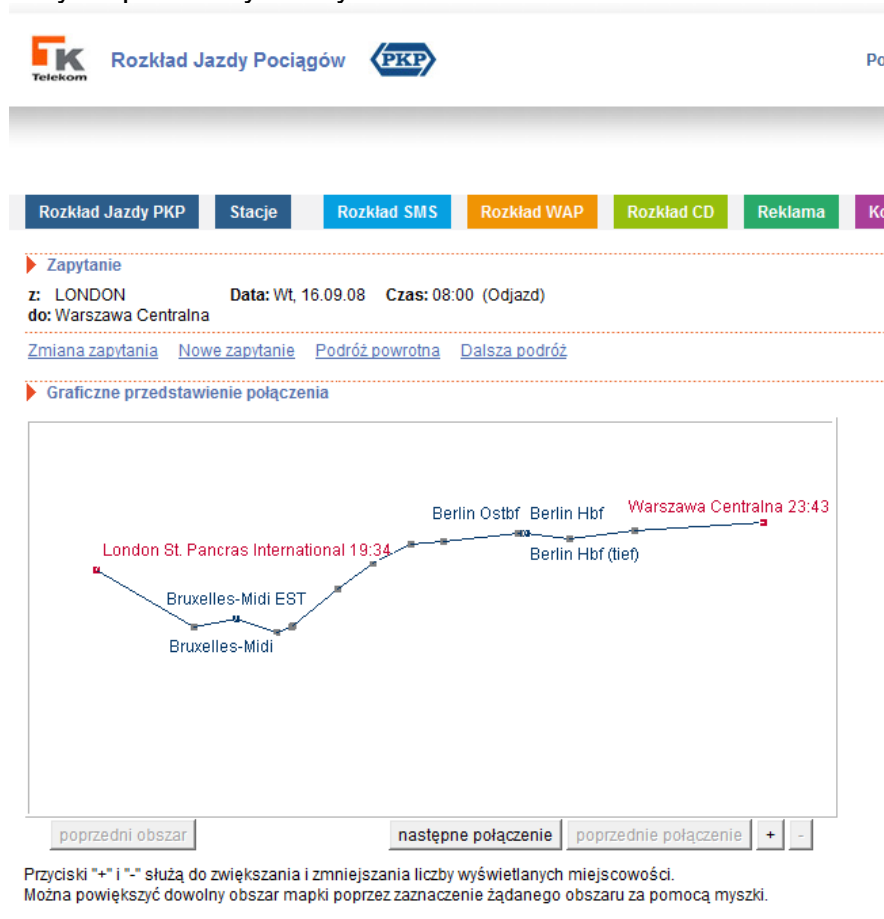 TK
Telekom
Rozkład Jazdy Pociągów
PKP
Rozkład Jazdy PKP Stacje Rozkład SMS Rozkład WAP Rozkład CD Reklama
Zapytanie
z: LONDON Data: Wt, 16.09.08 Czas: 08:00 (Odjazd)
do: Warszawa Centralna
Zmiana zapytania Nowe zapytanie Podróż powrotna Dalsza podróż
Graficzne przedstawienie połączenia
Warszawa Centralna 23:43
Berlin Ostbf Berlin Hbf
London St. Pancras International 19:34
Berlin Hbf (tief)
Bruxelles-Midi EST
Bruxelles-Midi
poprzedni obszar następne połączenie poprzednie połączenie + -
Przyciski "+" i "-" służą do zwiększania i zmniejszania liczby wyświetlanych miejscowości.
Można powiększyć dowolny obszar mapki poprzez zaznaczenie żądanego obszaru za pomocą myszki.